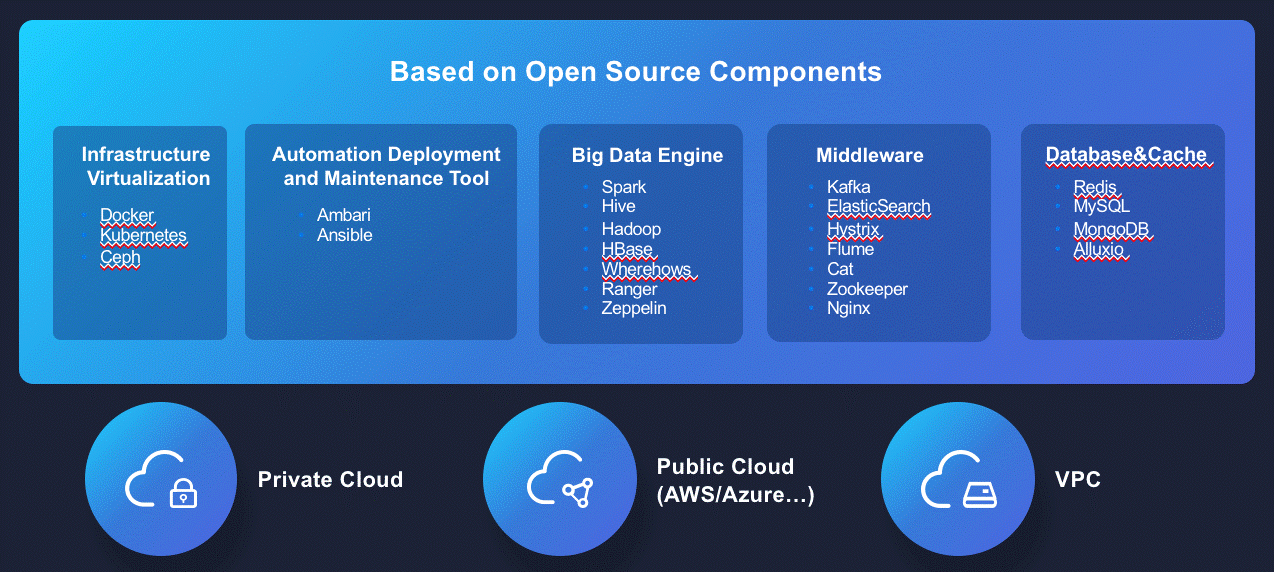 Based on Open Source Components
Infrastructure
Virtualization
Docker
Kubernetes
Ceph
Automation Deployment
and Maintenance Tool
Ambari
Ansible
Big Data Engine
Spark
Hive
Hadoop
HBase
Wherehows
Ranger
Zeppelin
Middleware
Kafka
ElasticSearch
Hystrix
Flume
Cat
Zookeeper
Nginx
Database&Cache
Redis
MySQL
MongoDB
Alluxio
Private Cloud
Public Cloud
(AWS/Azure...)
VPC